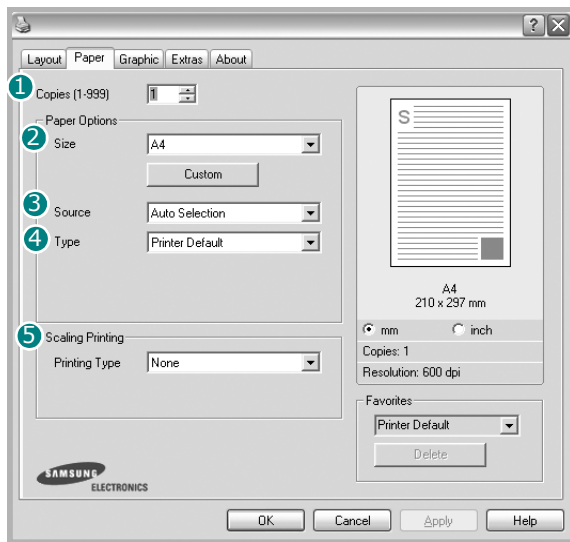 ?
Layout Paper Graphic Extras About
1 Copies (1-999) 1
Paper Options
2 Size A4
Custom
3 Source Auto Selection
4 Type Printer Default
5 Scaling Printing
Printing Type None
S
A4
210 x 297 mm
mm inch
Copies: 1
Resolution: 600 dpi
Favorites
Printer Default
Delete
SAMSUNG
ELECTRONICS
OK Cancel Apply Help